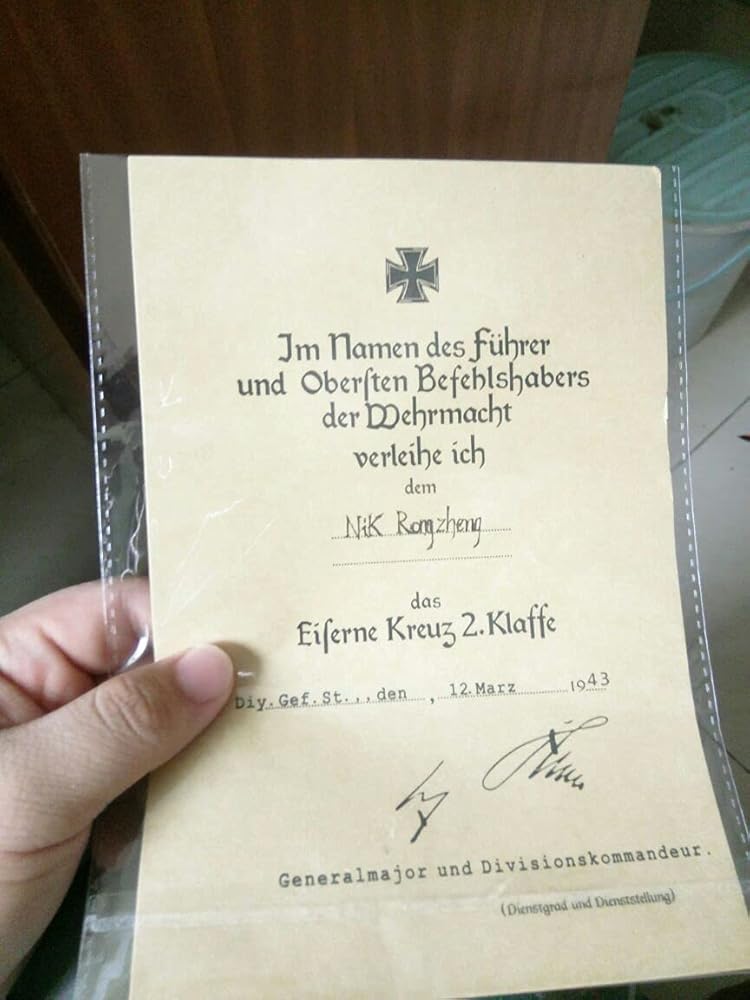 Im Namen des Führer
und Oberſten Befehlshabers
der Wehrmacht
verleihe ich
dem
NiK Rongzheng
das
Eiſerne Kreuz 2. Klaſſe
Diy. Gef. St. , , den , 12. Marz 1943
Generalmajor und Divisionskommandeur.
(Dienstgrad und Dienststellung)